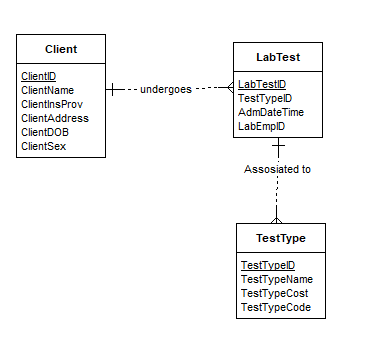 Client
ClientID
ClientName
ClientInsProv
ClientAddress
ClientDOB
ClientSex
undergoes
LabTest
LabTestID
TestTypeID
AdmDateTime
LabEmpID
Assosiated to
TestType
TestTypeID
TestTypeName
TestTypeCost
TestTypeCode